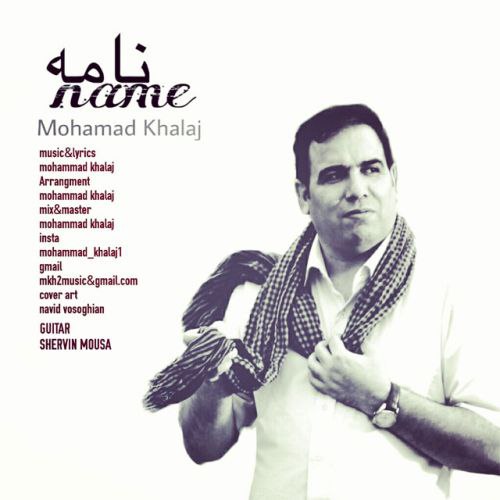 نامه
name
Mohamad Khalaj
music&lyrics
mohammad khalaj
Arrangment
mohammad khalaj
mix&master
mohammad khalaj
insta
mohammad_khalaj1
gmail
mkh2music&gmail.com
cover art
navid vosoghian
GUITAR
SHERVIN MOUSA